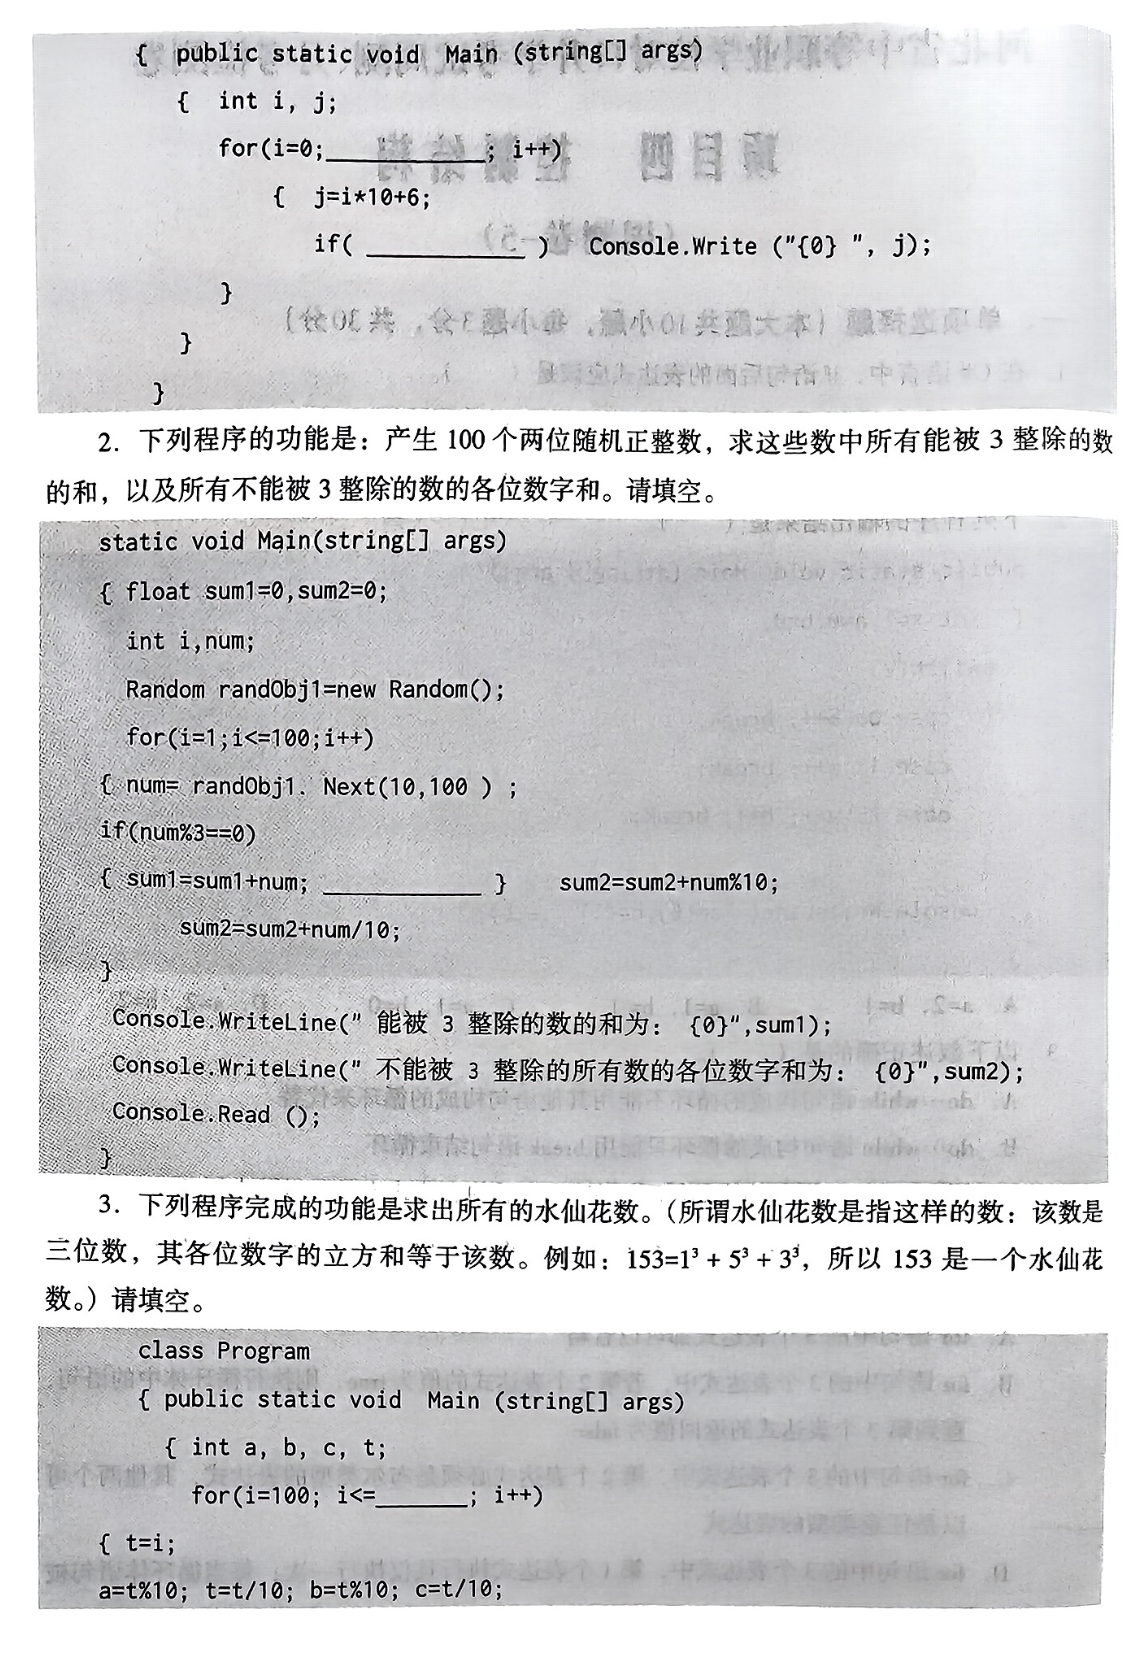 { public static void Main (string[] args)
{ int i, j;
for(i=0;____________; i++)
{ j=i*10+6;
if( ____________ ) Console.Write ("{0} ", j);
}
}
}
2. 下列程序的功能是：产生 100 个两位随机正整数，求这些数中所有能被 3 整除的数
的和，以及所有不能被 3 整除的数的各位数字和。请填空。
static void Main(string[] args)
{ float sum1=0,sum2=0;
int i,num;
Random randObj1=new Random();
for(i=1;i<=100;i++)
{ num= randObj1. Next(10,100 ) ;
if(num%3==0)
{ sum1=sum1+num; ____________ } sum2=sum2+num%10;
sum2=sum2+num/10;
}
Console.WriteLine(" 能被 3 整除的数的和为： {0}",sum1);
Console.WriteLine(" 不能被 3 整除的所有数的各位数字和为： {0}",sum2);
Console.Read ();
}
3. 下列程序完成的功能是求出所有的水仙花数。（所谓水仙花数是指这样的数：该数是
三位数，其各位数字的立方和等于该数。例如：153=1³ + 5³ + 3³，所以 153 是一个水仙花
数。）请填空。
class Program
{ public static void Main (string[] args)
{ int a, b, c, t;
for(i=100; i<=_______; i++)
{ t=i;
a=t%10; t=t/10; b=t%10; c=t/10;